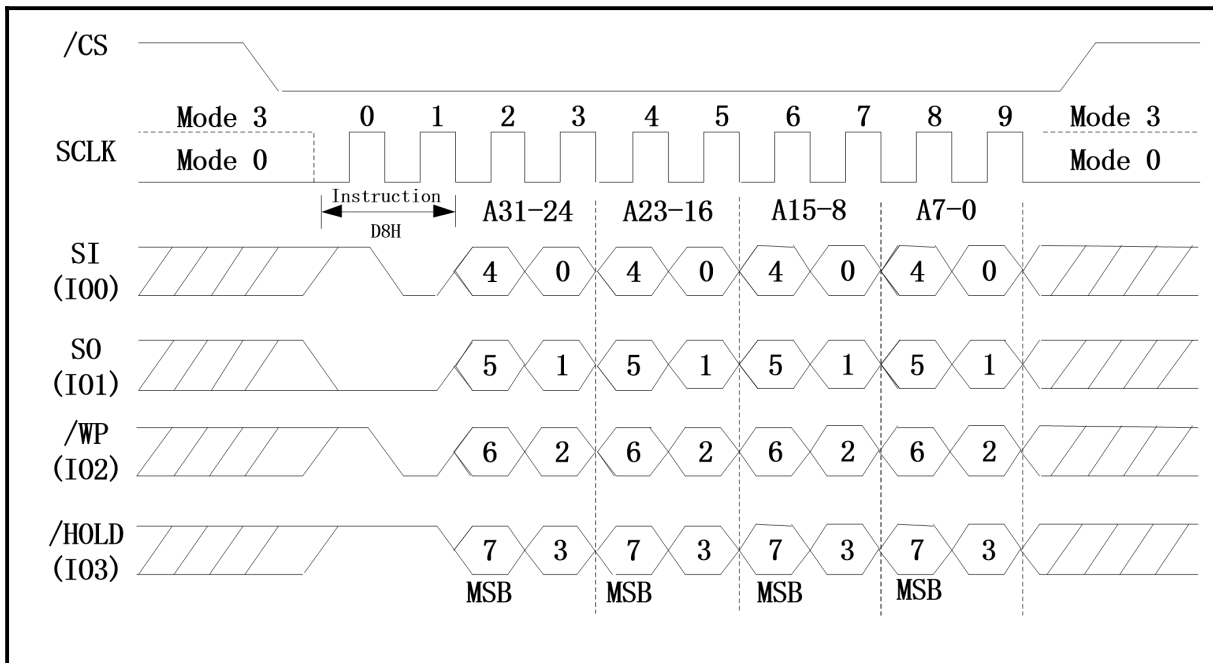 /CS
Mode 3 0 1 2 3 4 5 6 7 8 9 Mode 3
SCLK
Mode 0 Mode 0
Instruction
A31-24 A23-16 A15-8 A7-0
D8H
SI
(IO0)
4 0 4 0 4 0 4 0
SO
(IO1)
5 1 5 1 5 1 5 1
/WP
(IO2)
6 2 6 2 6 2 6 2
/HOLD
(IO3)
7 3 7 3 7 3 7 3
MSB MSB MSB MSB